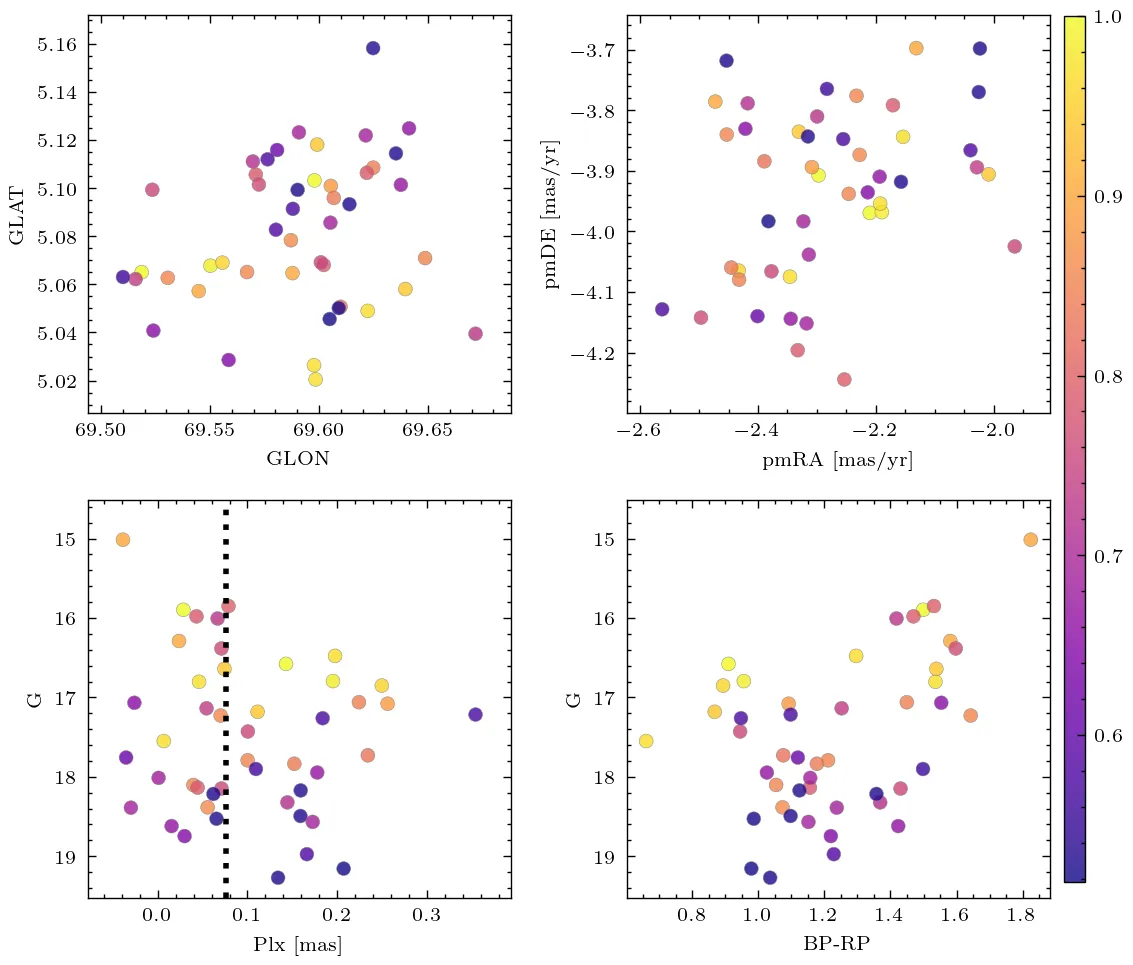 5.16
5.14
5.12
5.10
5.08
5.06
5.04
5.02
GLAT
69.50 69.55 69.60 69.65
GLON
−3.7
−3.8
−3.9
−4.0
−4.1
−4.2
pmDE [mas/yr]
−2.6 −2.4 −2.2 −2.0
pmRA [mas/yr]
1.0
0.9
0.8
0.7
0.6
15
16
17
18
19
G
0.0 0.1 0.2 0.3
Plx [mas]
15
16
17
18
19
G
0.8 1.0 1.2 1.4 1.6 1.8
BP-RP